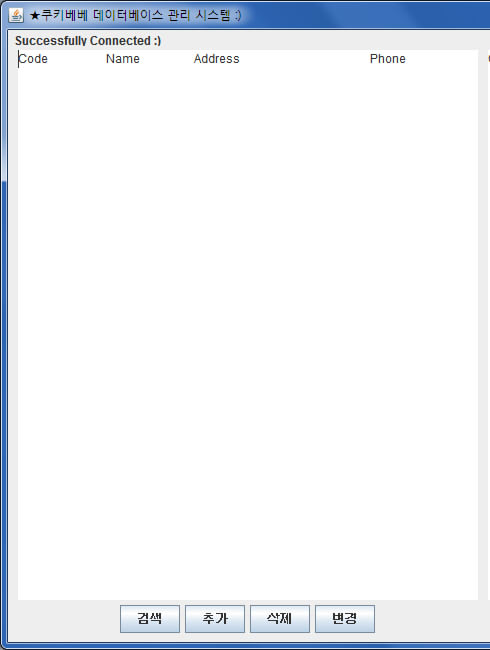 ★쿠키베베 데이터베이스 관리 시스템 :)
Successfully Connected :)
Code Name Address Phone
검색 추가 삭제 변경